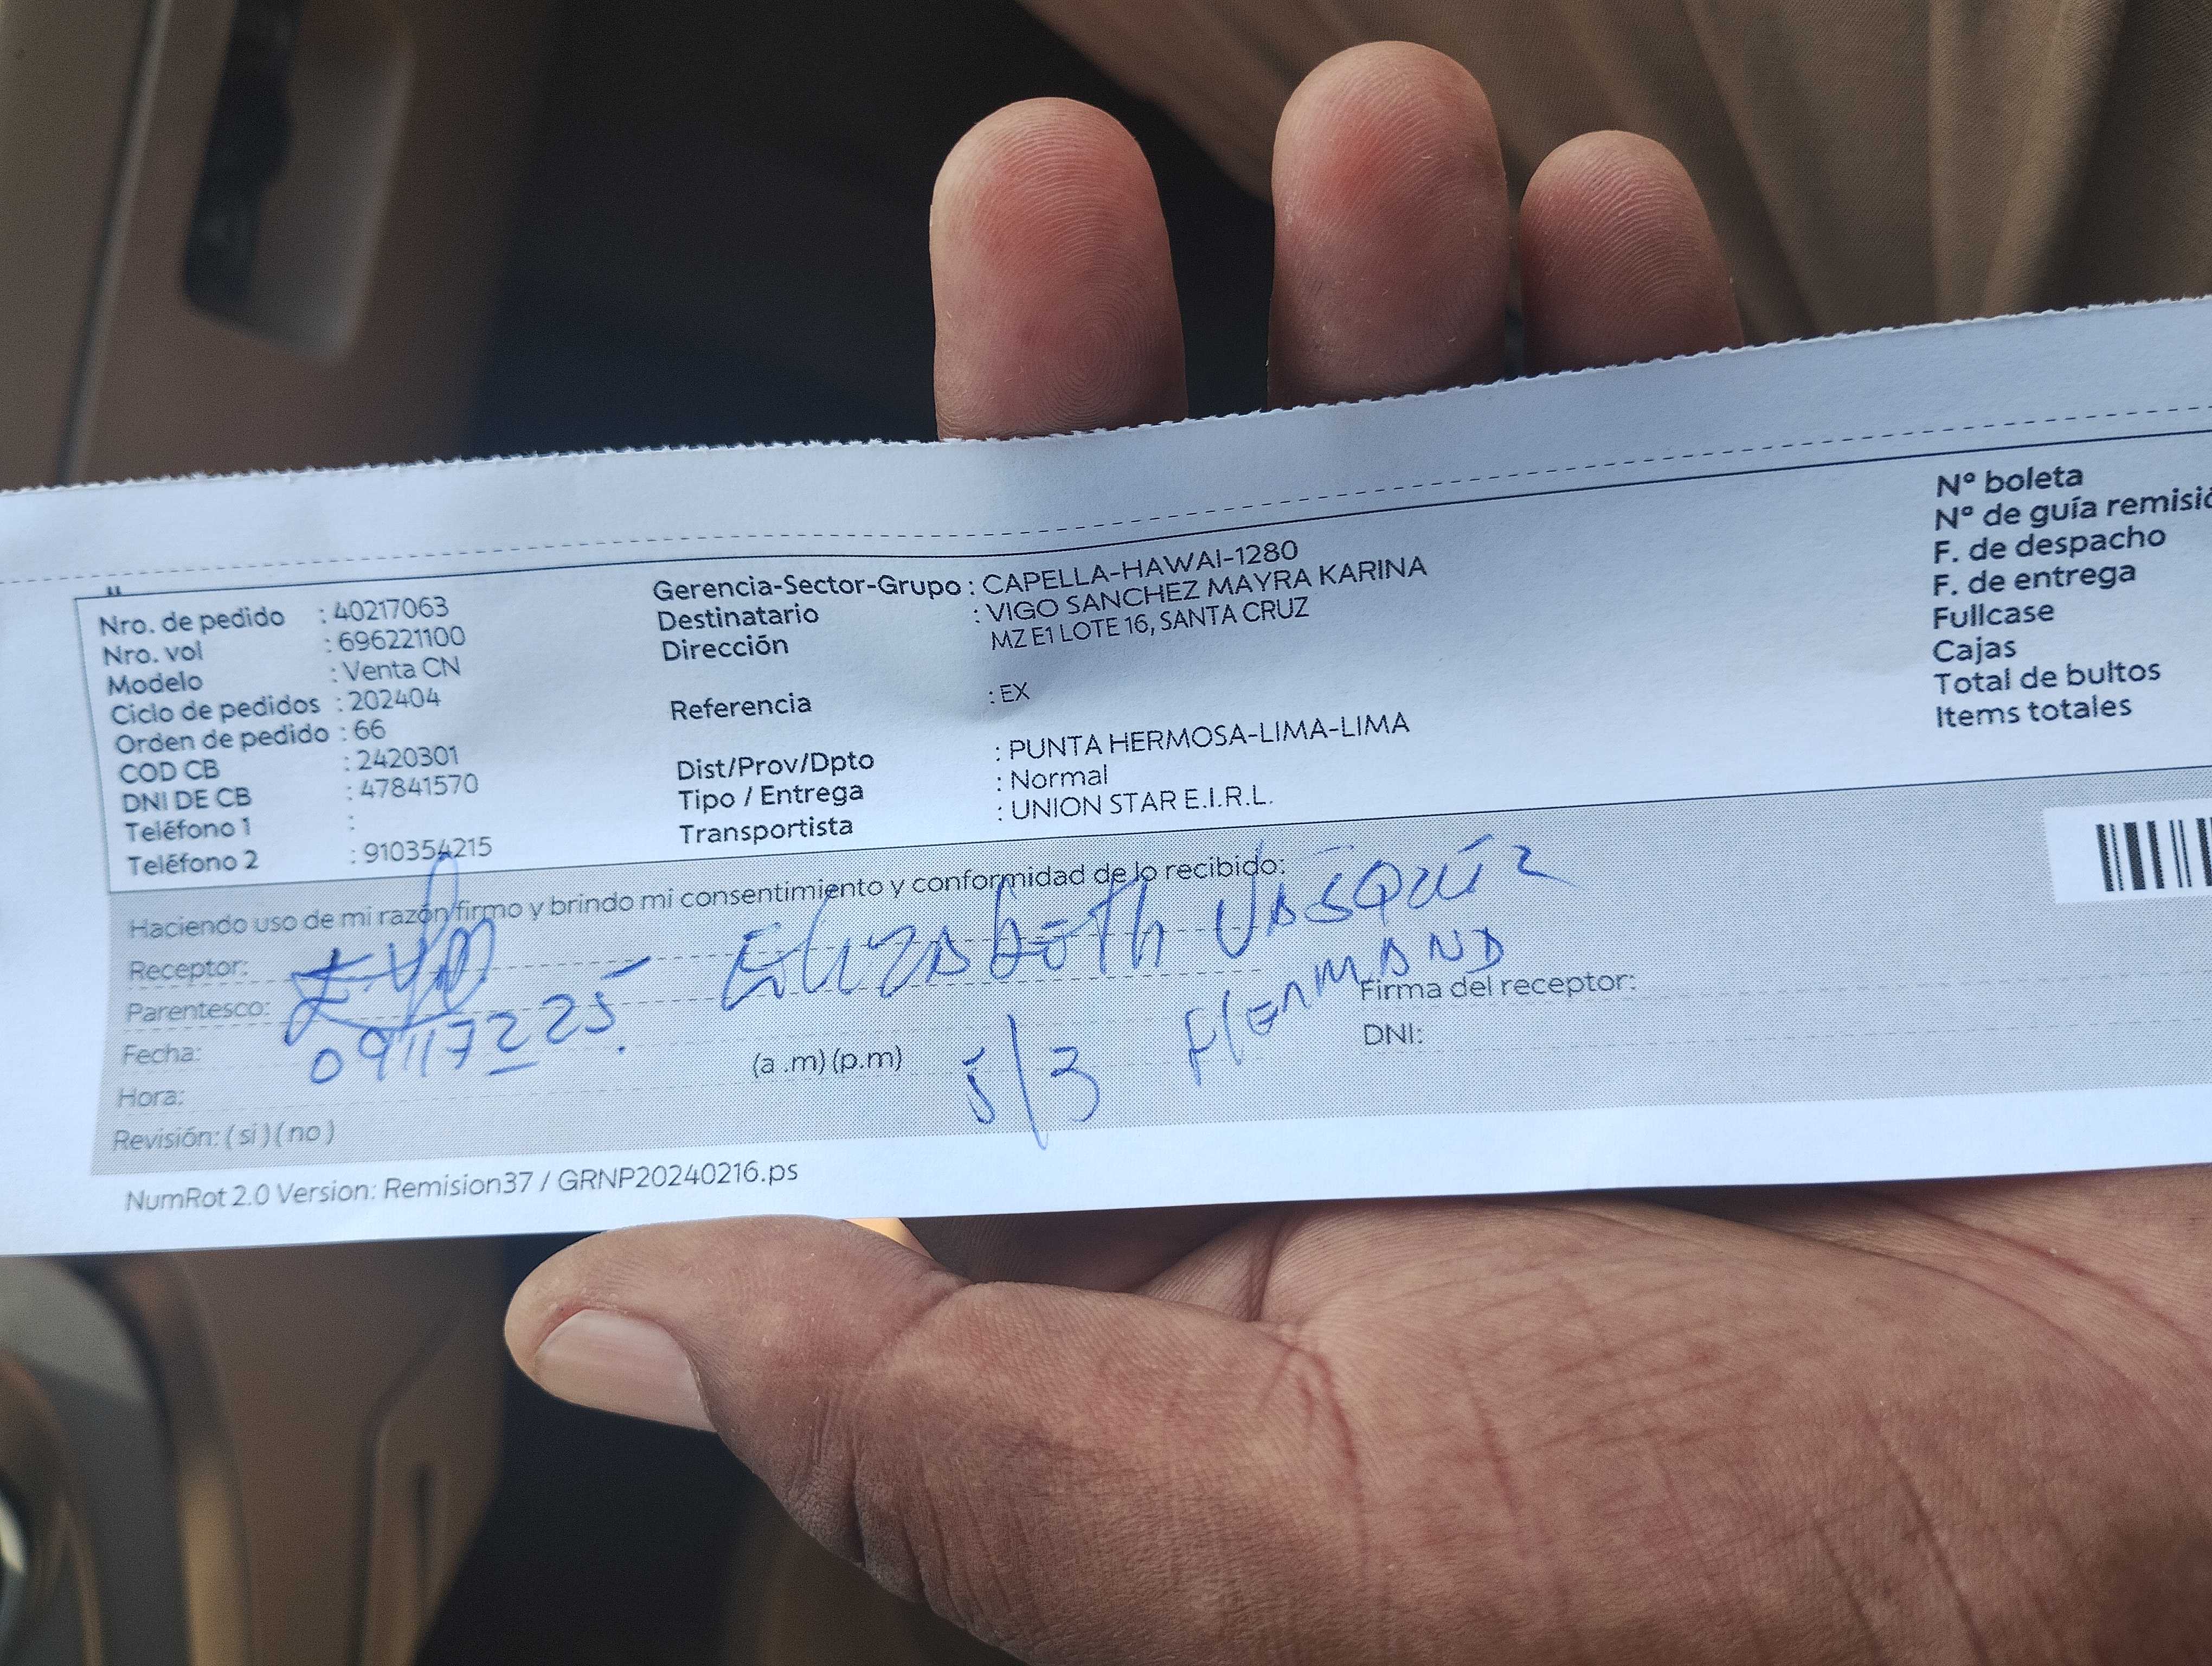 Nro. de pedido : 40217063
Nro. vol : 696221100
Modelo : Venta CN
Ciclo de pedidos : 202404
Orden de pedido : 66
COD CB : 2420301
DNI DE CB : 47841570
Teléfono 1 :
Teléfono 2 : 910354215
Gerencia-Sector-Grupo : CAPELLA-HAWAI-1280
Destinatario : VIGO SANCHEZ MAYRA KARINA
Dirección MZ E1 LOTE 16, SANTA CRUZ
Referencia : EX
Dist/Prov/Dpto : PUNTA HERMOSA-LIMA-LIMA
Tipo / Entrega : Normal
Transportista : UNION STAR E.I.R.L.
N° boleta
N° de guía remisió
F. de despacho
F. de entrega
Fullcase
Cajas
Total de bultos
Items totales
Haciendo uso de mi razón firmo y brindo mi consentimiento y conformidad de lo recibido:
Receptor: Elizabeth Vasquez
Parentesco: Firma del receptor:
Fecha: 09117225. (a .m) (p.m) 5/3 DNI:
Hora:
Revisión: ( si ) ( no )
NumRot 2.0 Version: Remision37 / GRNP20240216.ps